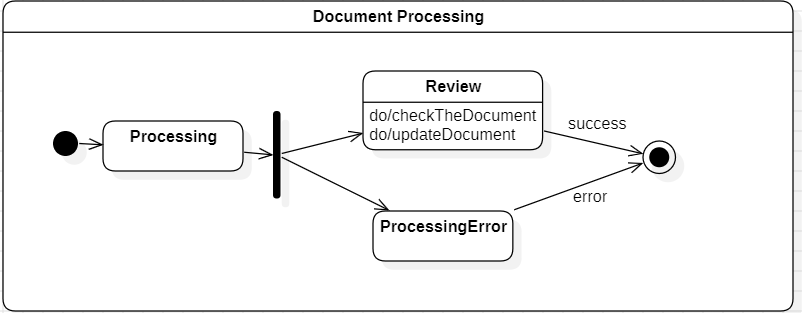 Document Processing
Processing
Review
do/checkTheDocument
do/updateDocument
success
ProcessingError
error